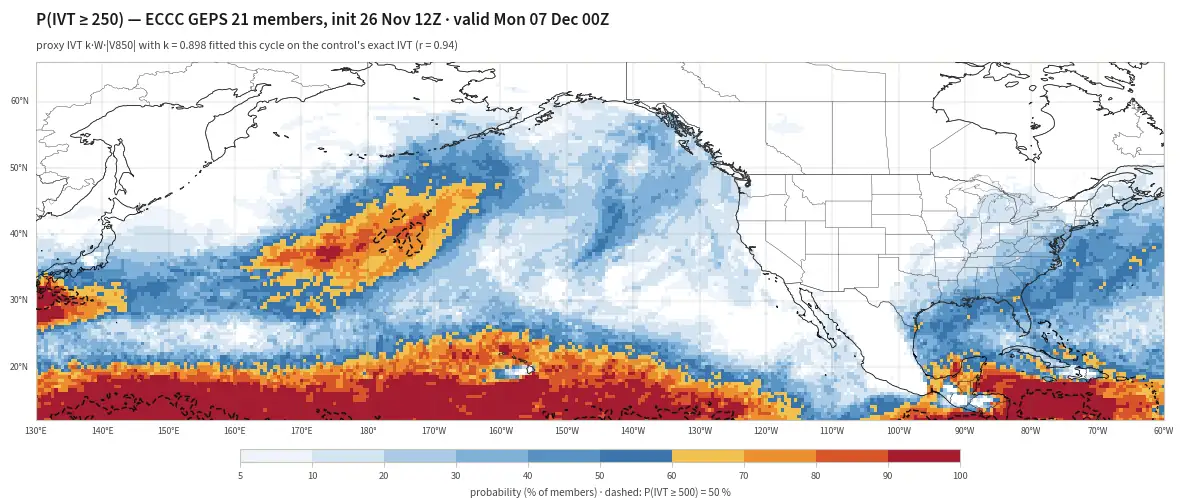 P(IVT ≥ 250) — ECCC GEPS 21 members, init 26 Nov 12Z · valid Mon 07 Dec 00Z
proxy IVT k·W·|V850| with k = 0.898 fitted this cycle on the control's exact IVT (r = 0.94)
60°N
50°N
40°N
30°N
20°N
130°E 140°E 150°E 160°E 170°E 180° 170°W 160°W 150°W 140°W 130°W 120°W 110°W 100°W 90°W 80°W 70°W 60°W
5 10 20 30 40 50 60 70 80 90 100
probability (% of members) · dashed: P(IVT ≥ 500) = 50 %